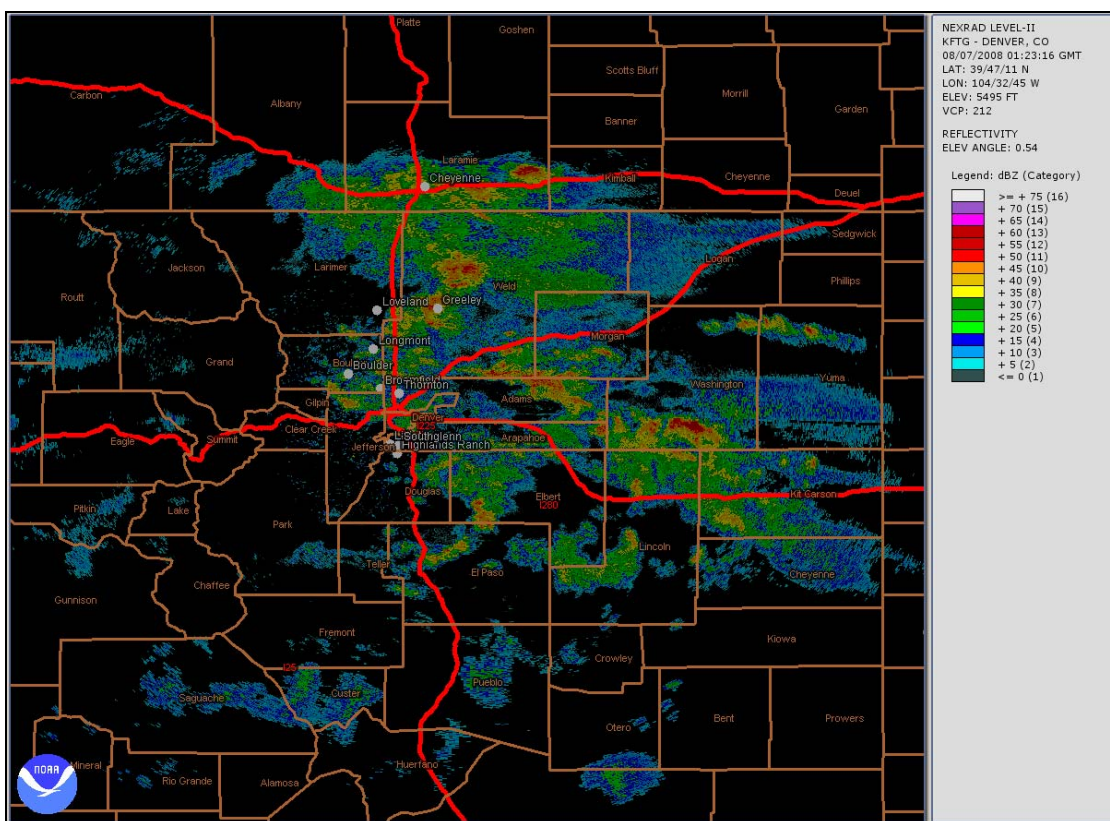 Platte
Goshen
Carbon
Albany
Scotts Bluff
Morrill
Garden
Banner
Laramie
Cheyenne
Kimball
Cheyenne
Deuel
Sedgwick
Logan
Jackson
Larimer
Weld
Phillips
Routt
Loveland
Greeley
Grand
Longmont
Morgan
Boulder
Washington
Yuma
Thornton
Gilpin
Adams
Denver
I225
Eagle
Summit
Clear Creek
Southglenn
Arapahoe
Jefferson
Highlands Ranch
Douglas
Elbert
I280
Kit Carson
Pitkin
Lake
Park
Lincoln
Teller
El Paso
Cheyenne
Gunnison
Chaffee
Fremont
Kiowa
Crowley
I25
Saguache
Custer
Pueblo
Otero
Bent
Prowers
Mineral
Rio Grande
Alamosa
Huerfano
NOAA
NEXRAD LEVEL-II
KFTG - DENVER, CO
08/07/2008 01:23:16 GMT
LAT: 39/47/11 N
LON: 104/32/45 W
ELEV: 5495 FT
VCP: 212
REFLECTIVITY
ELEV ANGLE: 0.54
Legend: dBZ (Category)
>= + 75 (16)
+ 70 (15)
+ 65 (14)
+ 60 (13)
+ 55 (12)
+ 50 (11)
+ 45 (10)
+ 40 (9)
+ 35 (8)
+ 30 (7)
+ 25 (6)
+ 20 (5)
+ 15 (4)
+ 10 (3)
+ 5 (2)
<= 0 (1)